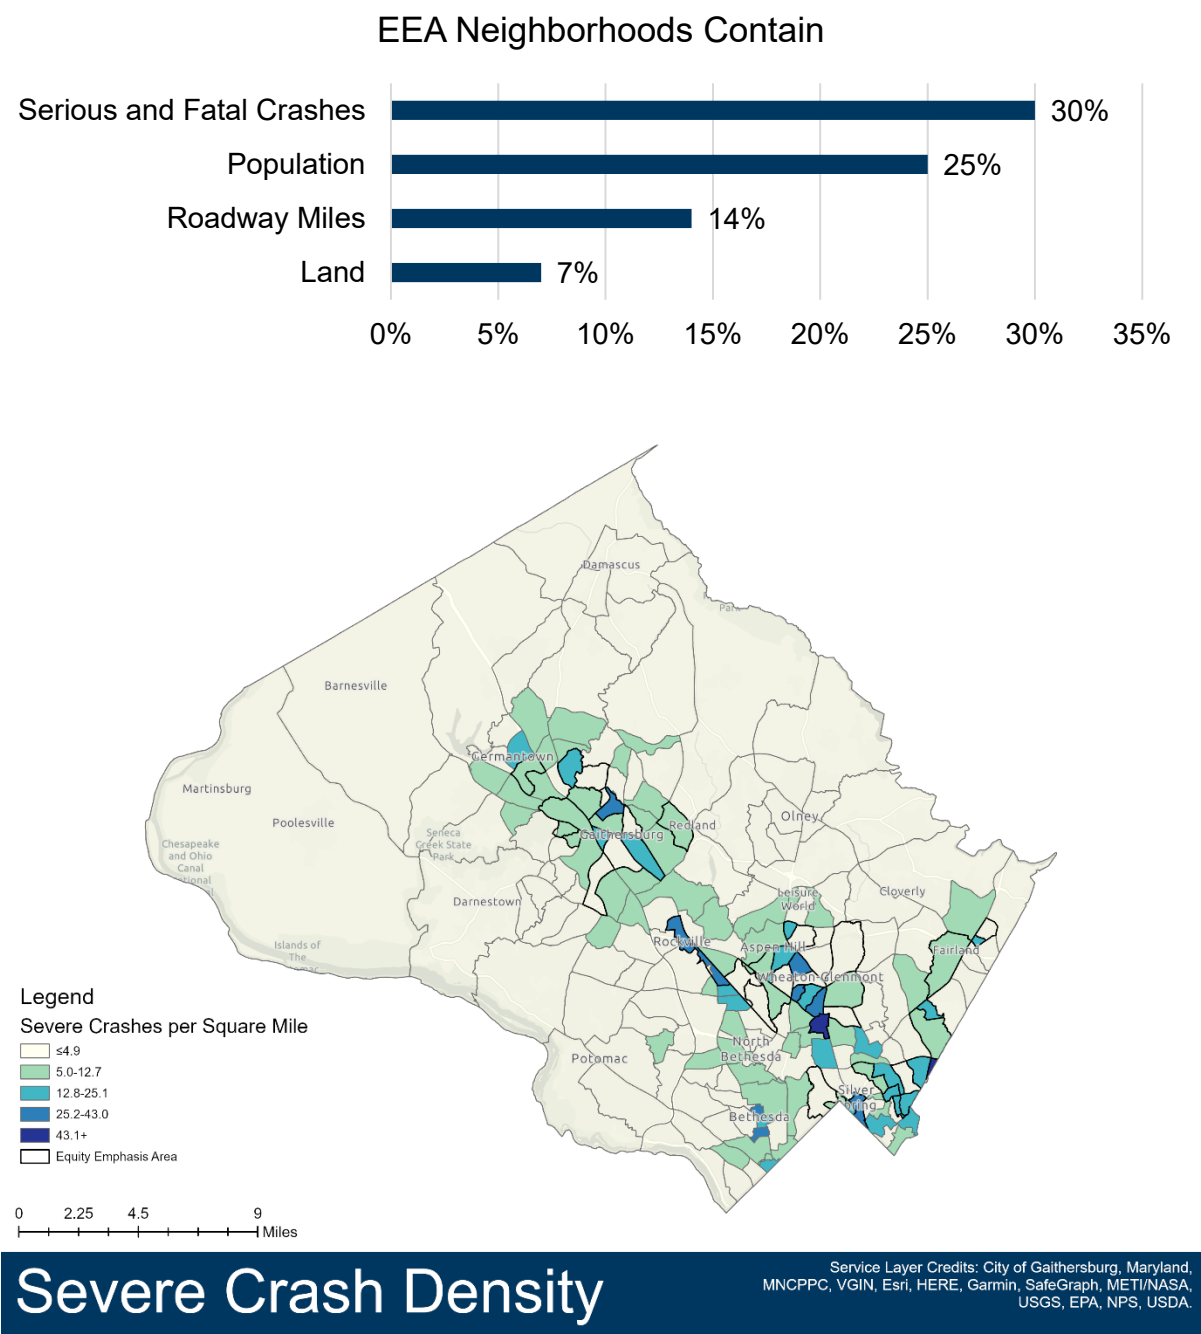 EEA Neighborhoods Contain
Serious and Fatal Crashes
30%
Population
25%
Roadway Miles
14%
Land
7%
0% 5% 10% 15% 20% 25% 30% 35%
Damascus
Park
Barnesville
Germantown
Martinsburg
Poolesville
Gaithersburg
Redland
Olney
Seneca
Creek State
Park
Chesapeake
and Ohio
Canal
Darnestown
Leisure
World
Cloverly
Islands of
The
Rockville
Aspen Hill
Fairland
Wheaton-Glenmont
North
Bethesda
Potomac
Silver
Bethesda
Legend
Severe Crashes per Square Mile
≤4.9
5.0-12.7
12.8-25.1
25.2-43.0
43.1+
Equity Emphasis Area
0 2.25 4.5 9
Miles
Severe Crash Density
Service Layer Credits: City of Gaithersburg, Maryland,
MNCPPC, VGIN, Esri, HERE, Garmin, SafeGraph, METI/NASA,
USGS, EPA, NPS, USDA.